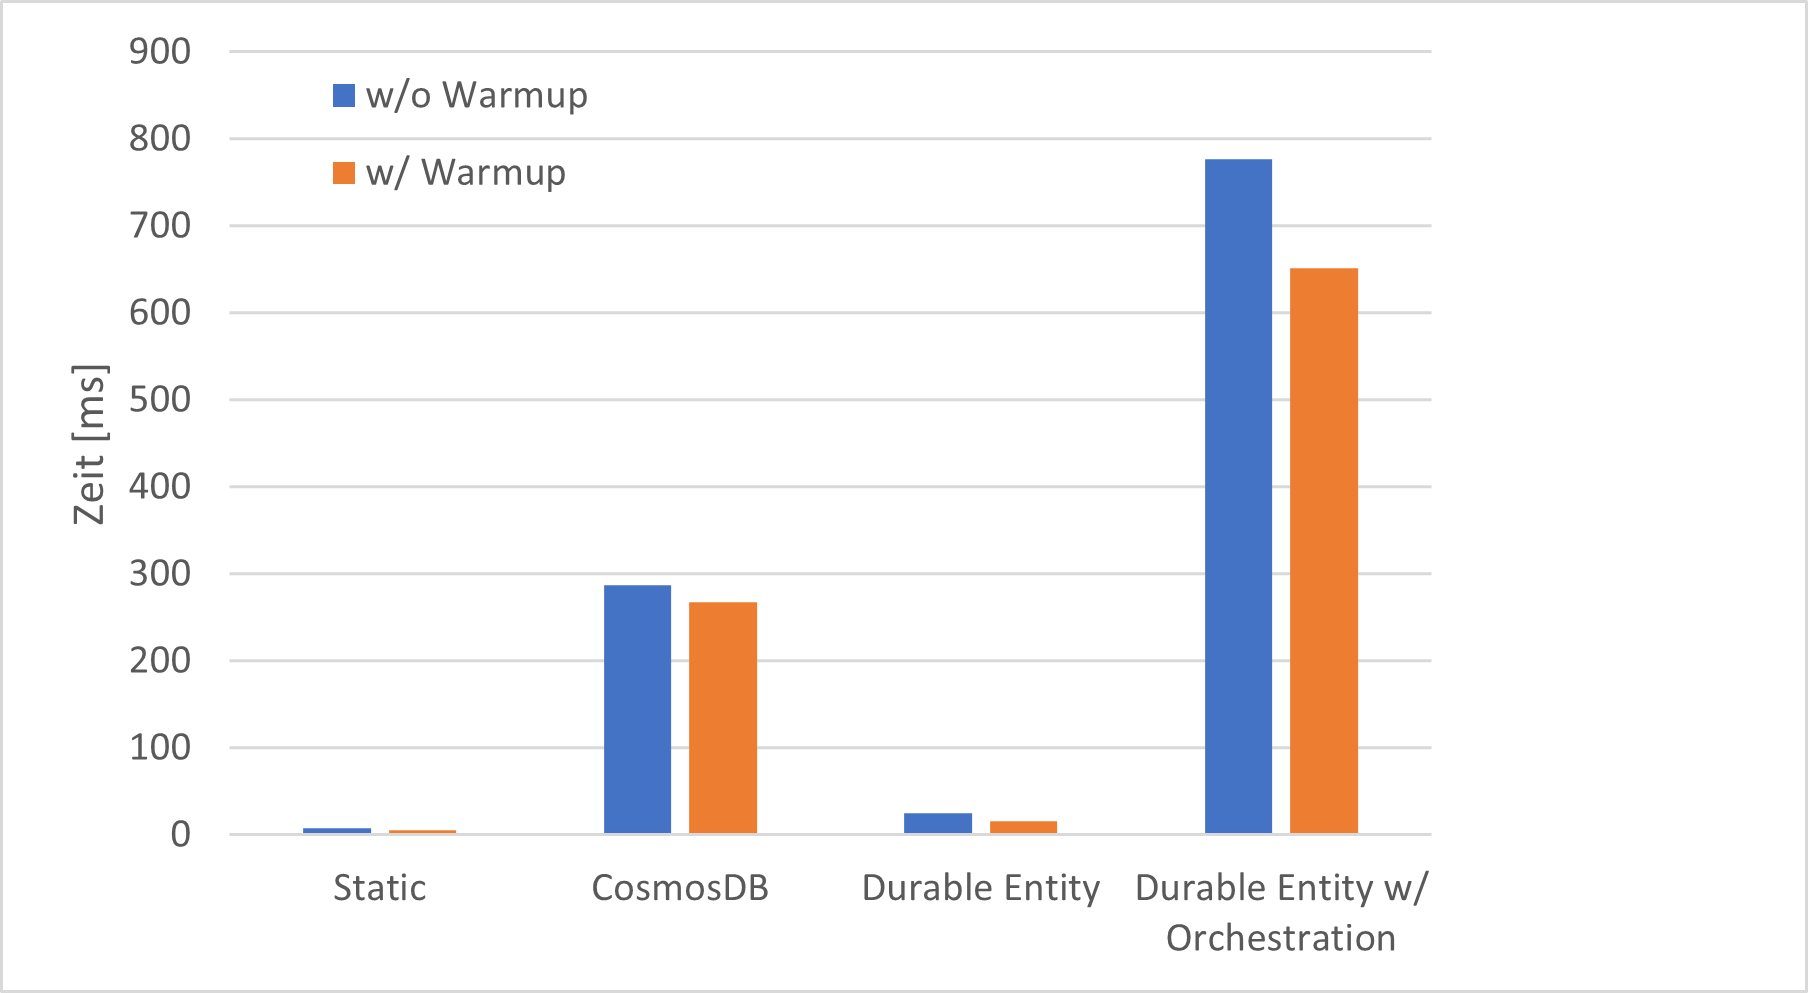 900
w/o Warmup
800
w/ Warmup
700
600
Zeit [ms]
500
400
300
200
100
0
Static
CosmosDB
Durable Entity
Durable Entity w/
Orchestration